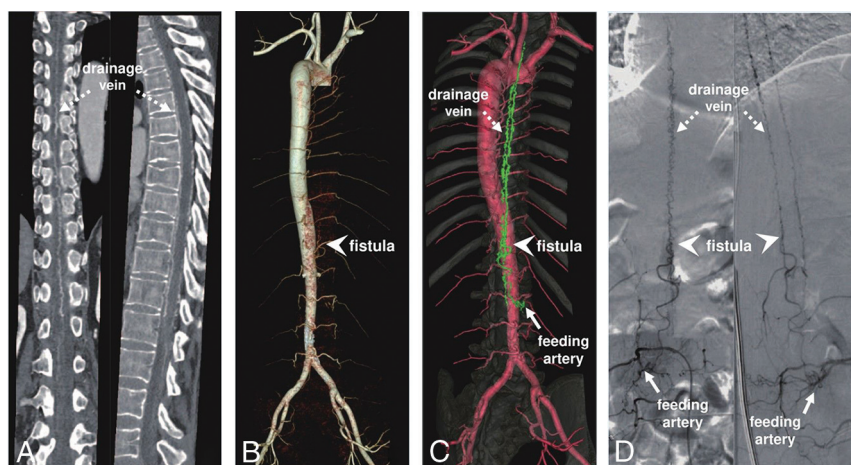 drainage
vein
A
fistula
B
drainage
vein
fistula
feeding
artery
C
drainage
vein
fistula
feeding
artery
feeding
artery
D